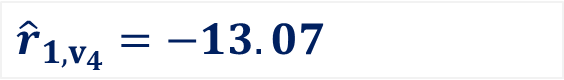 r̂₁,ᵥ₄ = −13.07